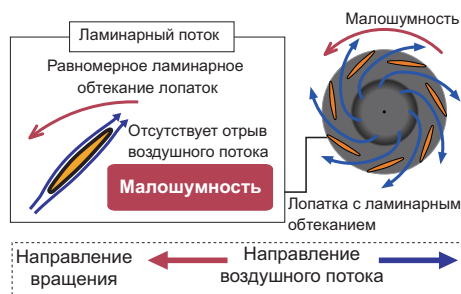 Ламинарный поток
Равномерное ламинарное
обтекание лопаток
Отсутствует отрыв
воздушного потока
Малошумность
Малошумность
Лопатка с ламинарным
обтеканием
Направление
вращения
Направление
воздушного потока